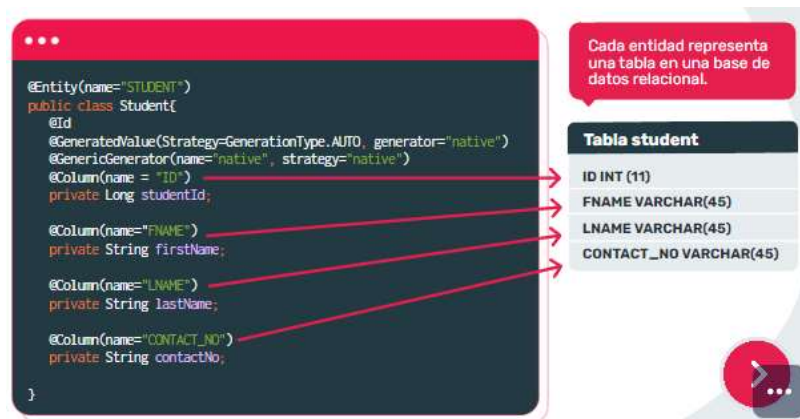 @Entity(name="STUDENT")
public class Student{
@Id
@GeneratedValue(Strategy=GenerationType.AUTO, generator="native")
@GenericGenerator(name="native", strategy="native")
@Column(name = "ID")
private Long studentId;
@Column(name="FNAME")
private String firstName;
@Column(name="LNAME")
private String lastName;
@Column(name="CONTACT_NO")
private String contactNo;
}
Cada entidad representa
una tabla en una base de
datos relacional.
Tabla student
ID INT (11)
FNAME VARCHAR(45)
LNAME VARCHAR(45)
CONTACT_NO VARCHAR(45)